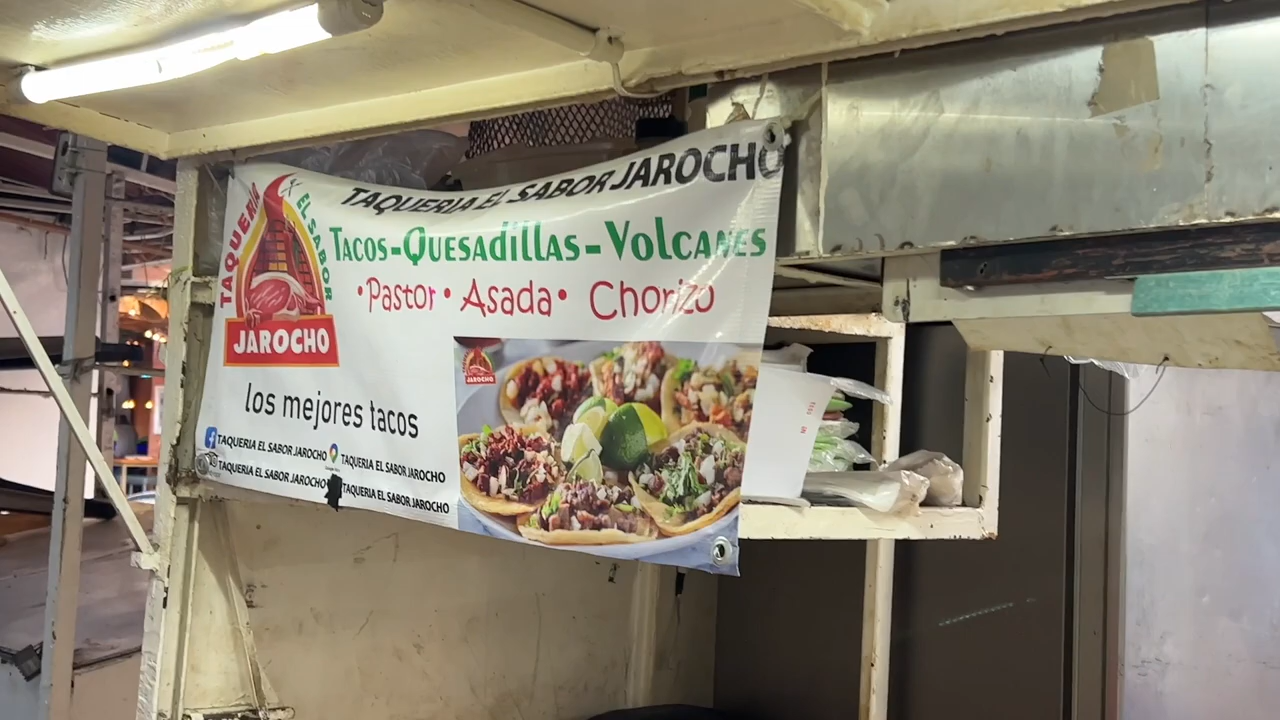 TAQUERIA EL SABOR JAROCHO
TAQUERIA EL SABOR
JAROCHO
Tacos-Quesadillas-Volcanes
•Pastor • Asada • Chorizo
JAROCHO
los mejores tacos
TAQUERIA EL SABOR JAROCHO
TAQUERIA EL SABOR JAROCHO
TAQUERIA EL SABOR JAROCHO
TAQUERIA EL SABOR JAROCHO